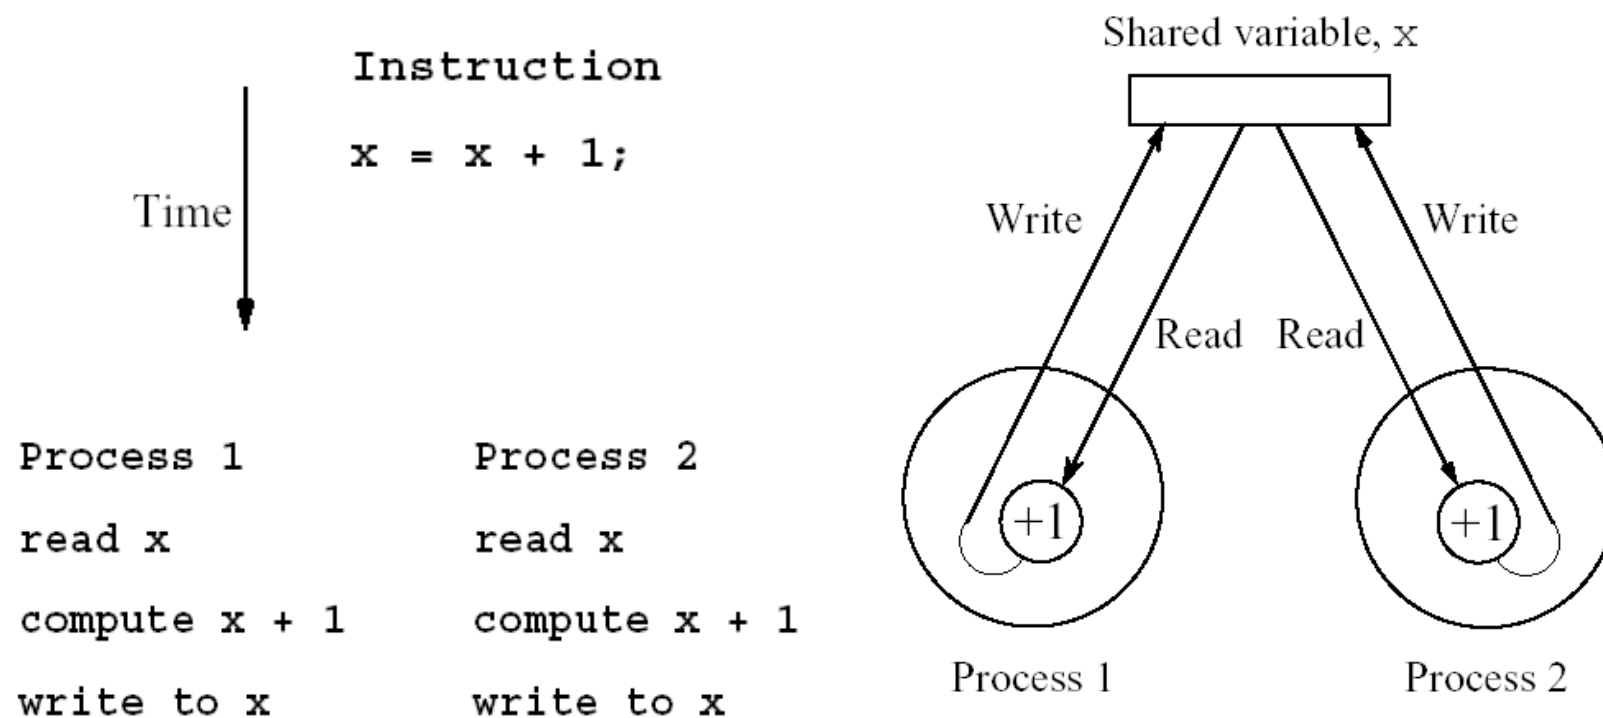 Instruction
x = x + 1;
Time
Process 1 Process 2
read x read x
compute x + 1 compute x + 1
write to x write to x
Shared variable, x
Write Write
Read Read
+1 +1
Process 1 Process 2